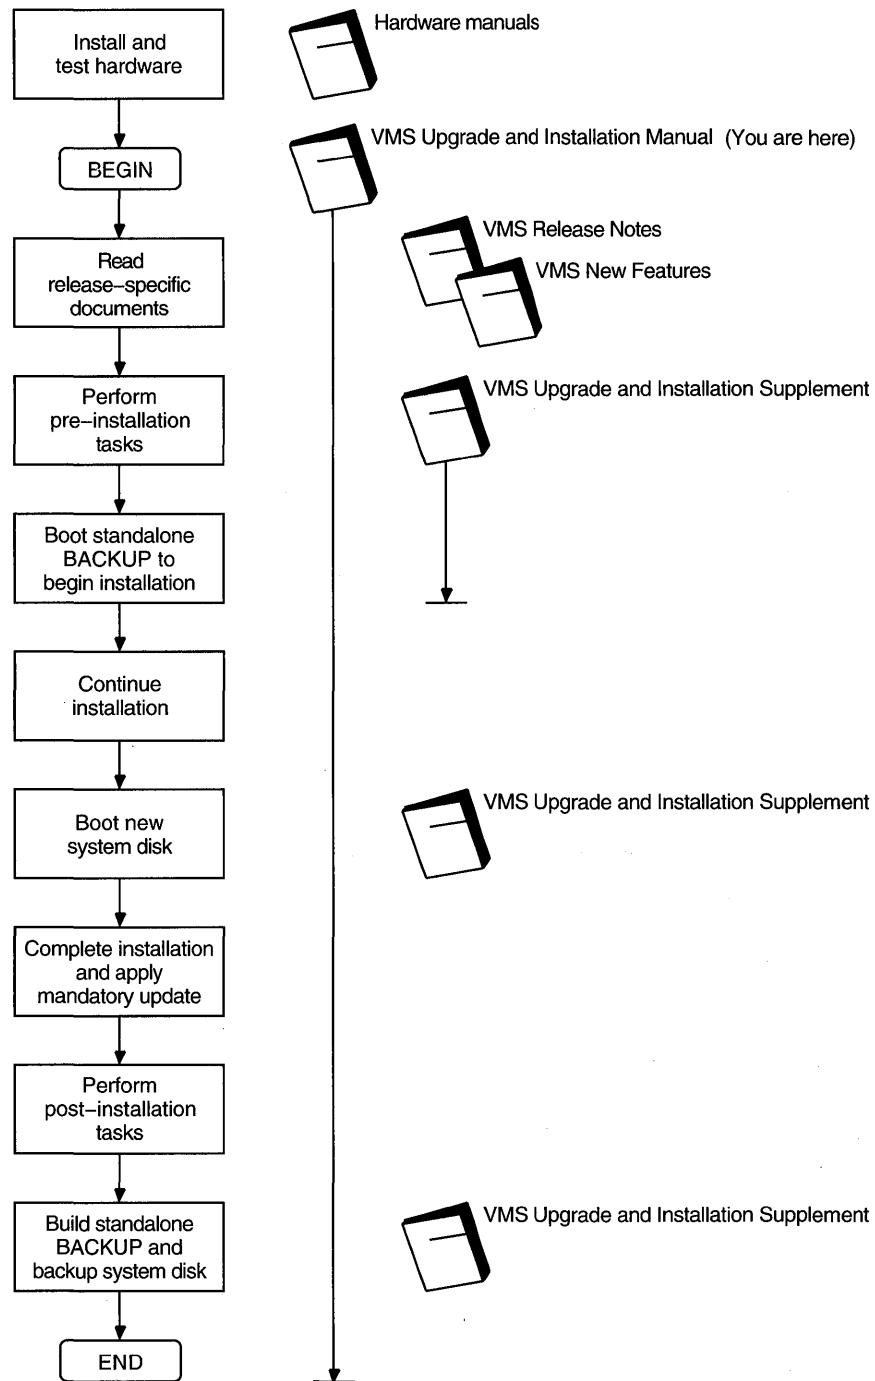 Install and
test hardware
Hardware manuals
BEGIN
VMS Upgrade and Installation Manual (You are here)
Read
release–specific
documents
VMS Release Notes
VMS New Features
Perform
pre–installation
tasks
VMS Upgrade and Installation Supplement
Boot standalone
BACKUP to
begin installation
Continue
installation
Boot new
system disk
VMS Upgrade and Installation Supplement
Complete installation
and apply
mandatory update
Perform
post–installation
tasks
Build standalone
BACKUP and
backup system disk
VMS Upgrade and Installation Supplement
END